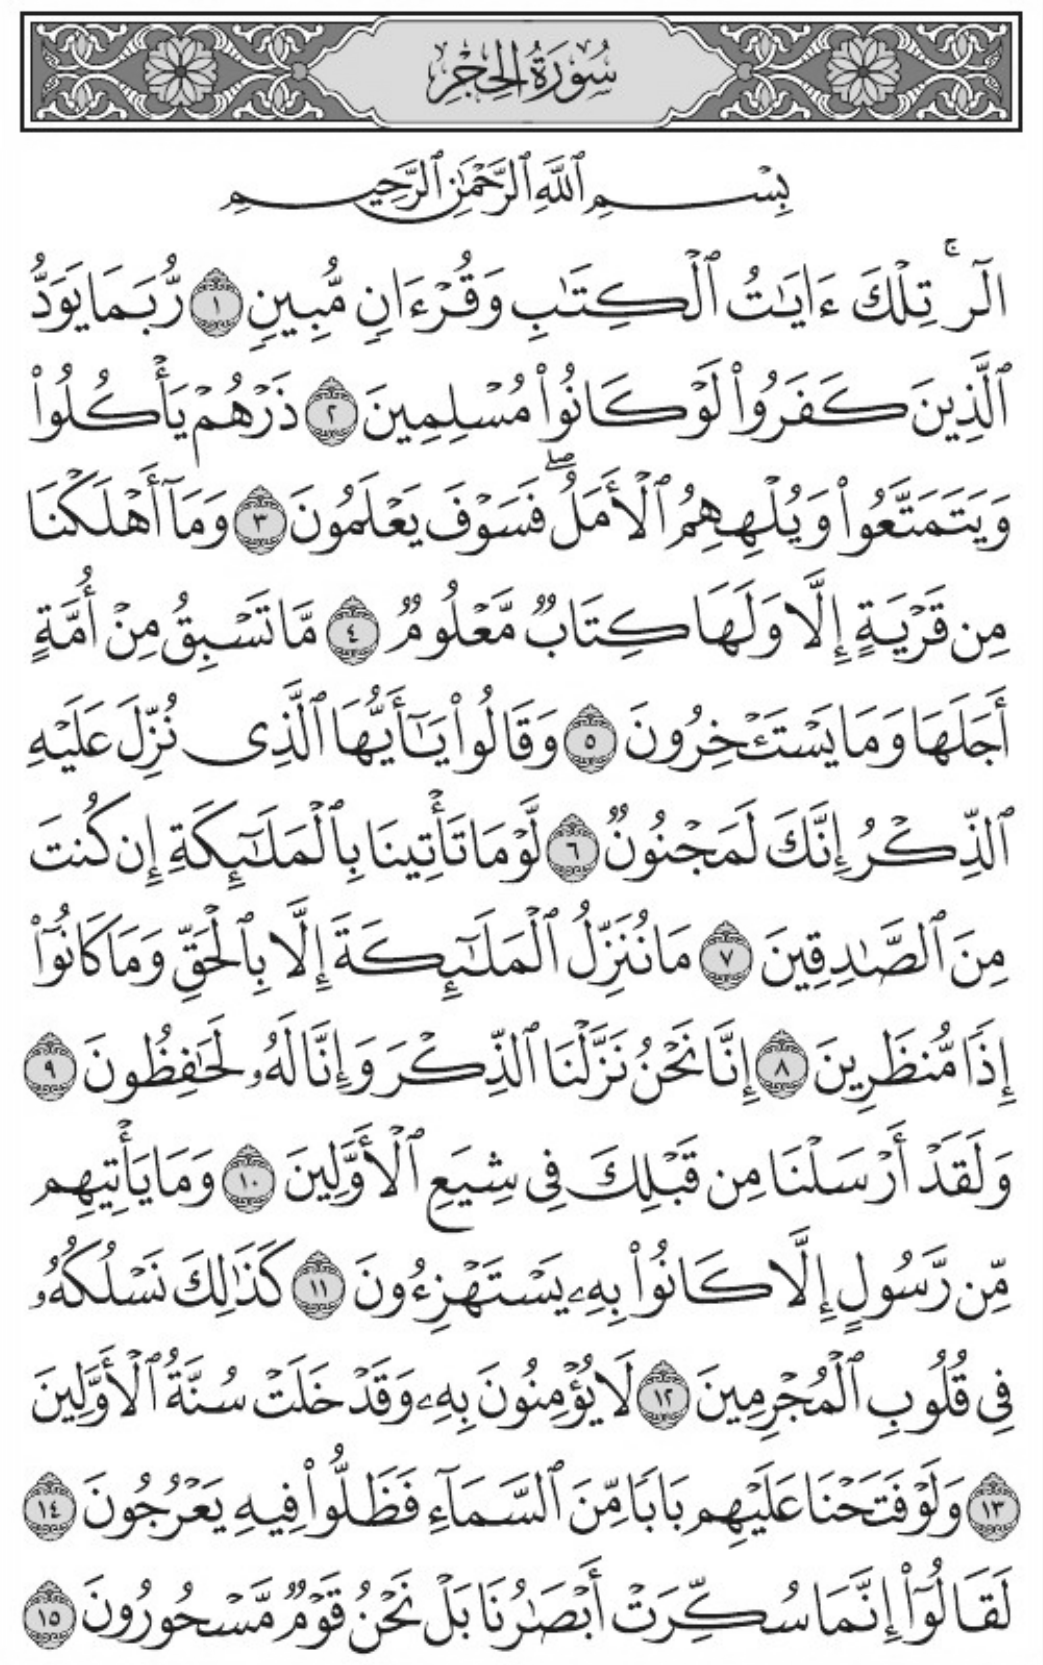 سُورَةُ الحِجْرِ
بِسْمِ ٱللَّهِ ٱلرَّحْمَٰنِ ٱلرَّحِيمِ
الٓر ۚ تِلْكَ ءَايَٰتُ ٱلْكِتَٰبِ وَقُرْءَانٍ مُّبِينٍ ١ رُّبَمَا يَوَدُّ
ٱلَّذِينَ كَفَرُوا۟ لَوْ كَانُوا۟ مُسْلِمِينَ ٢ ذَرْهُمْ يَأْكُلُوا۟
وَيَتَمَتَّعُوا۟ وَيُلْهِهِمُ ٱلْأَمَلُ ۖ فَسَوْفَ يَعْلَمُونَ ٣ وَمَآ أَهْلَكْنَا
مِن قَرْيَةٍ إِلَّا وَلَهَا كِتَابٌ مَّعْلُومٌ ٤ مَّا تَسْبِقُ مِنْ أُمَّةٍ
أَجَلَهَا وَمَا يَسْتَـْٔخِرُونَ ٥ وَقَالُوا۟ يَٰٓأَيُّهَا ٱلَّذِى نُزِّلَ عَلَيْهِ
ٱلذِّكْرُ إِنَّكَ لَمَجْنُونٌ ٦ لَّوْ مَا تَأْتِينَا بِٱلْمَلَٰٓئِكَةِ إِن كُنتَ
مِنَ ٱلصَّٰدِقِينَ ٧ مَا نُنَزِّلُ ٱلْمَلَٰٓئِكَةَ إِلَّا بِٱلْحَقِّ وَمَا كَانُوٓا۟
إِذًا مُّنظَرِينَ ٨ إِنَّا نَحْنُ نَزَّلْنَا ٱلذِّكْرَ وَإِنَّا لَهُۥ لَحَٰفِظُونَ ٩
وَلَقَدْ أَرْسَلْنَا مِن قَبْلِكَ فِى شِيَعِ ٱلْأَوَّلِينَ ١٠ وَمَا يَأْتِيهِم
مِّن رَّسُولٍ إِلَّا كَانُوا۟ بِهِۦ يَسْتَهْزِءُونَ ١١ كَذَٰلِكَ نَسْلُكُهُۥ
فِى قُلُوبِ ٱلْمُجْرِمِينَ ١٢ لَا يُؤْمِنُونَ بِهِۦ وَقَدْ خَلَتْ سُنَّةُ ٱلْأَوَّلِينَ
١٣ وَلَوْ فَتَحْنَا عَلَيْهِم بَابًا مِّنَ ٱلسَّمَآءِ فَظَلُّوا۟ فِيهِ يَعْرُجُونَ ١٤
لَقَالُوٓا۟ إِنَّمَا سُكِّرَتْ أَبْصَٰرُنَا بَلْ نَحْنُ قَوْمٌ مَّسْحُورُونَ ١٥